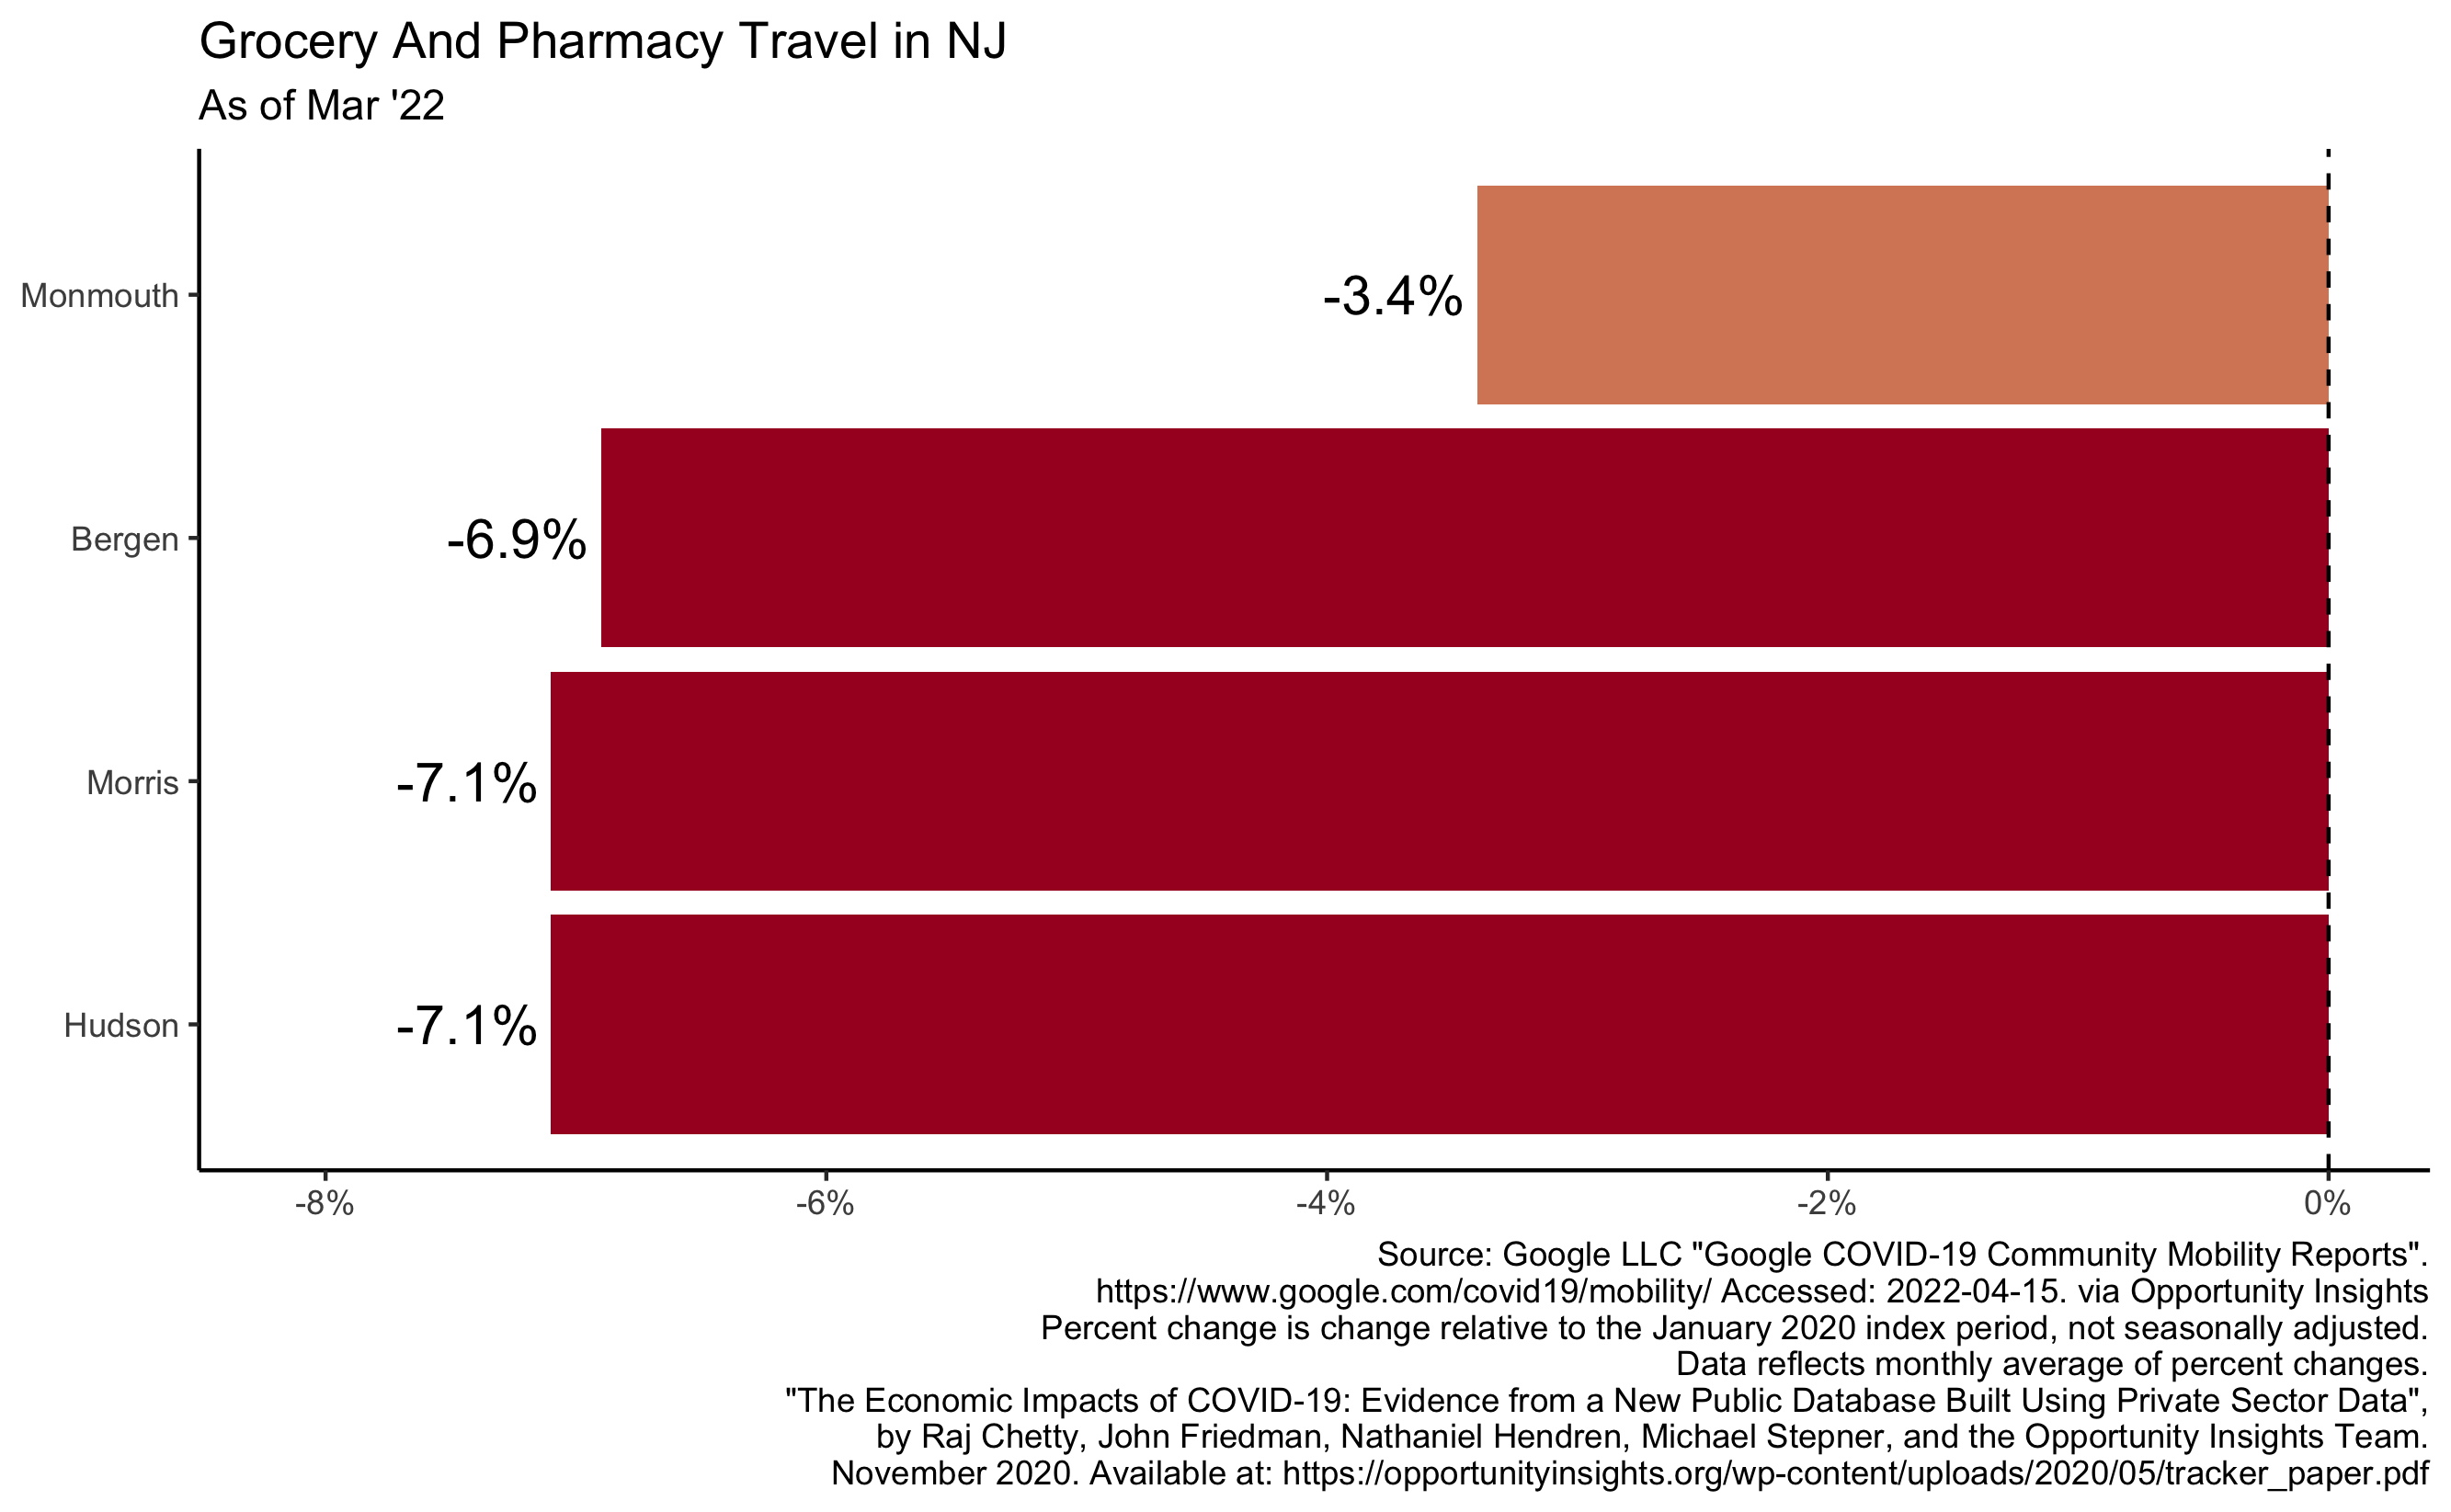 Grocery And Pharmacy Travel in NJ
As of Mar '22
Monmouth
-3.4%
Bergen
-6.9%
Morris
-7.1%
Hudson
-7.1%
-8% -6% -4% -2% 0%
Source: Google LLC "Google COVID-19 Community Mobility Reports".
https://www.google.com/covid19/mobility/ Accessed: 2022-04-15. via Opportunity Insights
Percent change is change relative to the January 2020 index period, not seasonally adjusted.
Data reflects monthly average of percent changes.
"The Economic Impacts of COVID-19: Evidence from a New Public Database Built Using Private Sector Data",
by Raj Chetty, John Friedman, Nathaniel Hendren, Michael Stepner, and the Opportunity Insights Team.
November 2020. Available at: https://opportunityinsights.org/wp-content/uploads/2020/05/tracker_paper.pdf